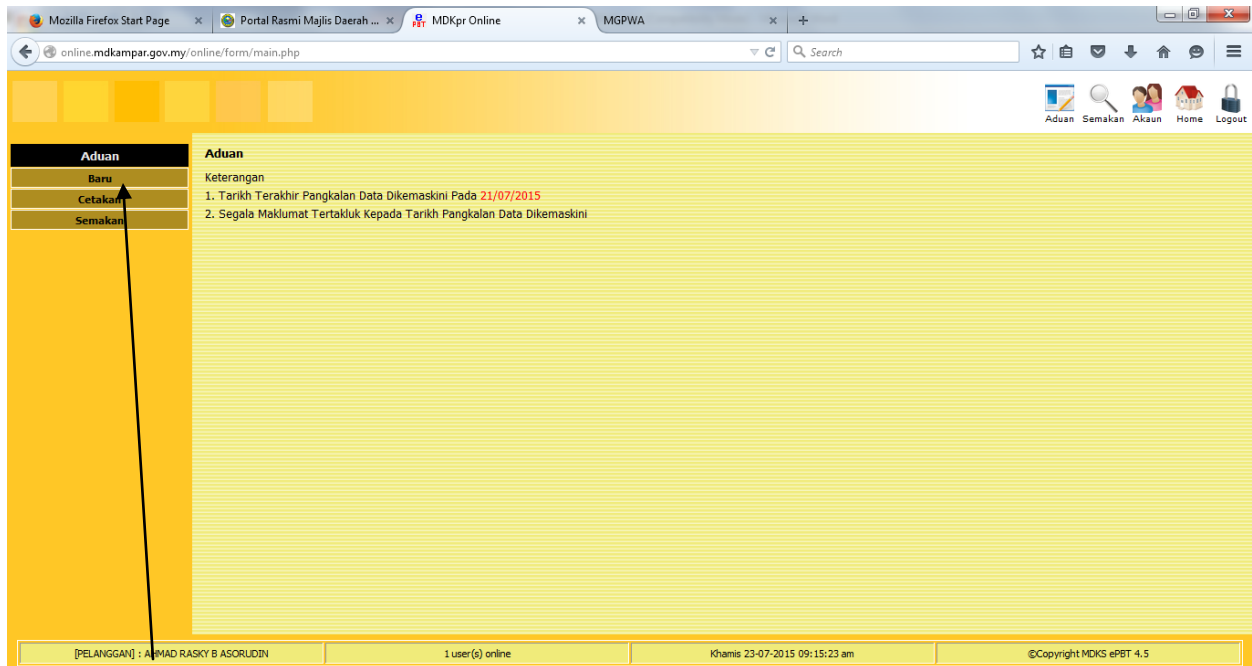 Mozilla Firefox Start Page
Portal Rasmi Majlis Daerah ...
e PBT MDKpr Online
MGPWA
online.mdkampar.gov.my/online/form/main.php
Search
Aduan Semakan Akaun Home Logout
Aduan
Baru
Cetakan
Semakan
Aduan
Keterangan
1. Tarikh Terakhir Pangkalan Data Dikemaskini Pada 21/07/2015
2. Segala Maklumat Tertakluk Kepada Tarikh Pangkalan Data Dikemaskini
[PELANGGAN] : AHMAD RASKY B ASORUDIN
1 user(s) online
Khamis 23-07-2015 09:15:23 am
©Copyright MDKS ePBT 4.5